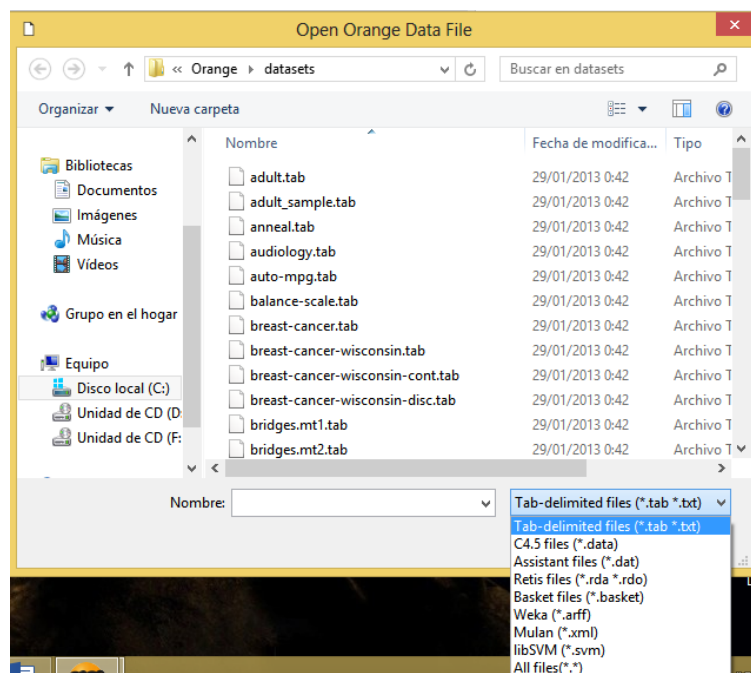 Open Orange Data File
« Orange datasets
Buscar en datasets
Organizar
Nueva carpeta
Nombre
Fecha de modifica...
Tipo
Bibliotecas
Documentos
Imágenes
Música
Vídeos
Grupo en el hogar
Equipo
Disco local (C:)
Unidad de CD (D:
Unidad de CD (F:
adult.tab 29/01/2013 0:42 Archivo T
adult_sample.tab 29/01/2013 0:42 Archivo T
anneal.tab 29/01/2013 0:42 Archivo T
audiology.tab 29/01/2013 0:42 Archivo T
auto-mpg.tab 29/01/2013 0:42 Archivo T
balance-scale.tab 29/01/2013 0:42 Archivo T
breast-cancer.tab 29/01/2013 0:42 Archivo T
breast-cancer-wisconsin.tab 29/01/2013 0:42 Archivo T
breast-cancer-wisconsin-cont.tab 29/01/2013 0:42 Archivo T
breast-cancer-wisconsin-disc.tab 29/01/2013 0:42 Archivo T
bridges.mt1.tab 29/01/2013 0:42 Archivo T
bridges.mt2.tab 29/01/2013 0:42 Archivo T
Nombre:
Tab-delimited files (*.tab *.txt)
Tab-delimited files (*.tab *.txt)
C4.5 files (*.data)
Assistant files (*.dat)
Retis files (*.rda *.rdo)
Basket files (*.basket)
Weka (*.arff)
Mulan (*.xml)
libSVM (*.svm)
All files(*.*)